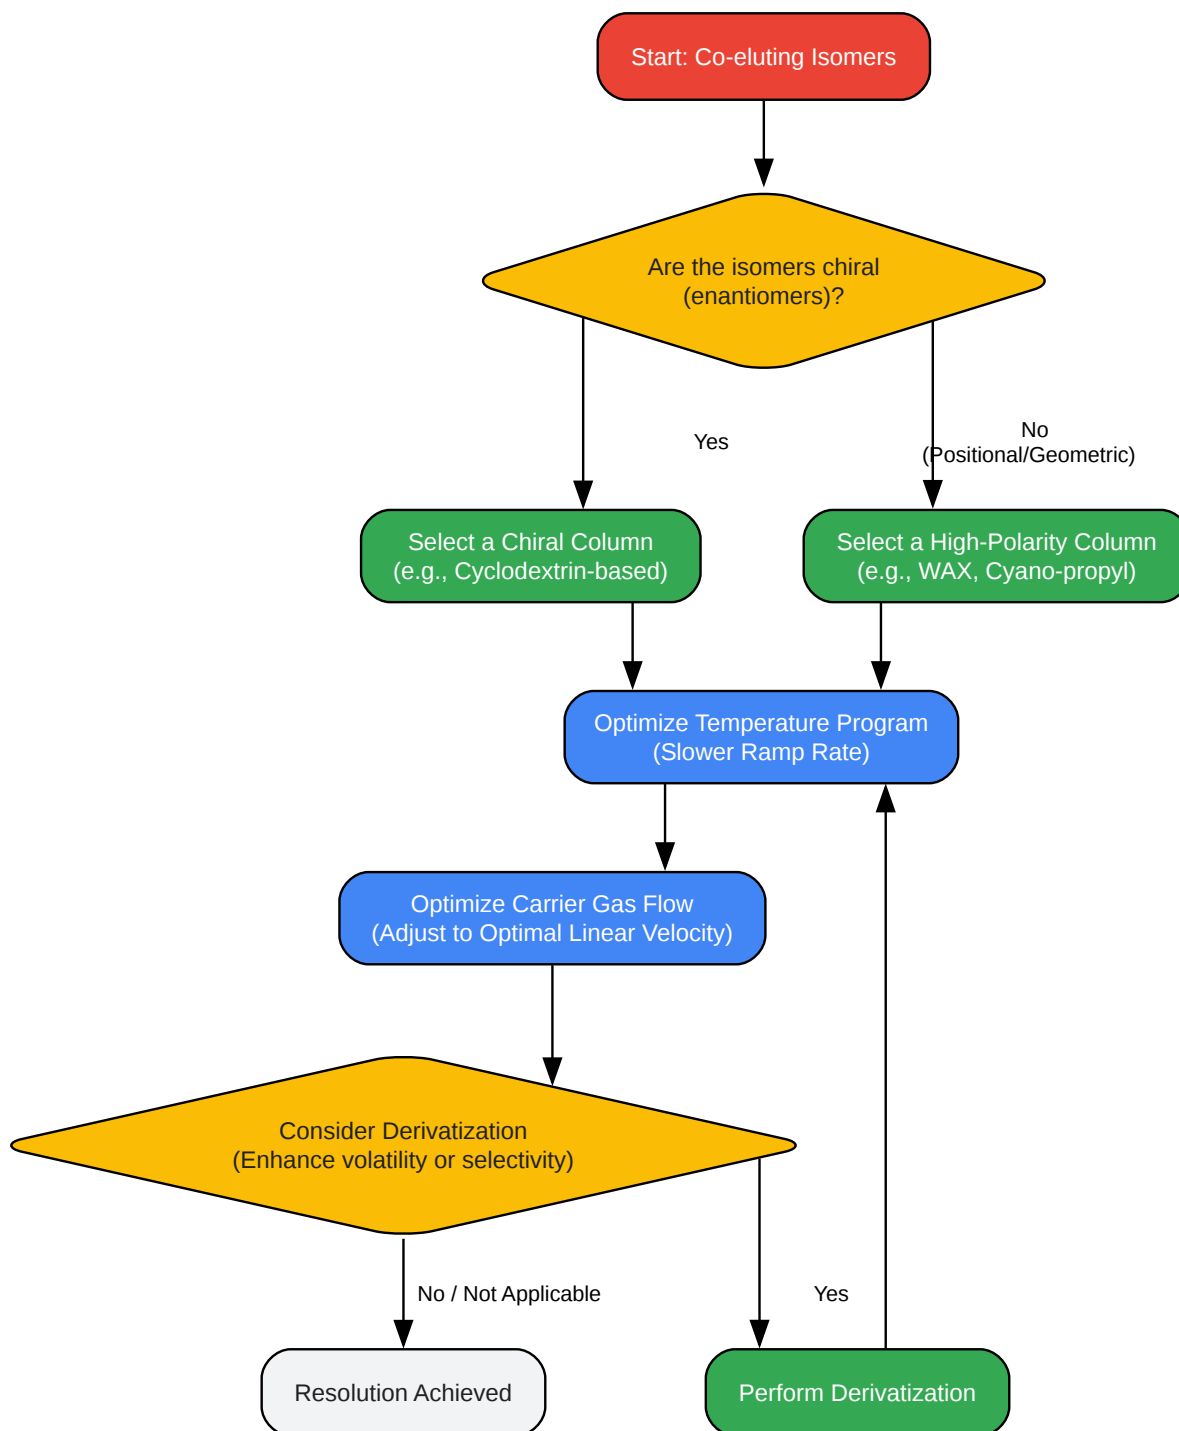 Start: Co-eluting Isomers
Are the isomers chiral
(enantiomers)?
Yes
No
(Positional/Geometric)
Select a Chiral Column
(e.g., Cyclodextrin-based)
Select a High-Polarity Column
(e.g., WAX, Cyano-propyl)
Optimize Temperature Program
(Slower Ramp Rate)
Optimize Carrier Gas Flow
(Adjust to Optimal Linear Velocity)
Consider Derivatization
(Enhance volatility or selectivity)
No / Not Applicable
Yes
Resolution Achieved
Perform Derivatization